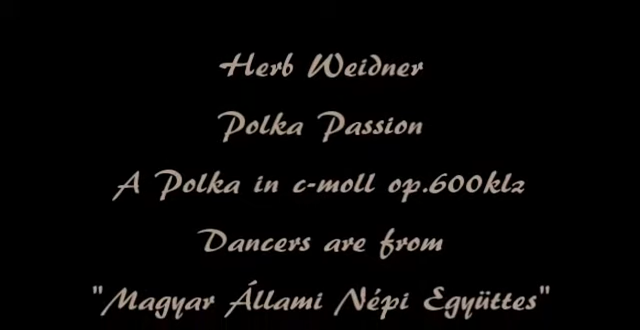 Herb Weidner
Polka Passion
A Polka in c-moll op.600klz
Dancers are from
"Magyar Állami Népi Együttes"